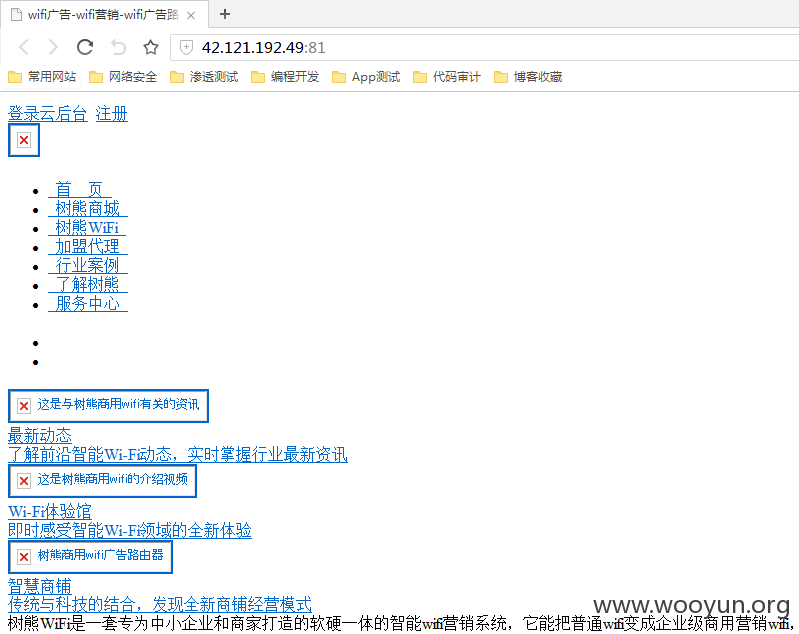 wifi广告-wifi营销-wifi广告路
42.121.192.49:81
常用网站 网络安全 渗透测试 编程开发 App测试 代码审计 博客收藏
登录云后台 注册
首 页
树熊商城
树熊WiFi
加盟代理
行业案例
了解树熊
服务中心
这是与树熊商用wifi有关的资讯
最新动态
了解前沿智能Wi-Fi动态，实时掌握行业最新资讯
这是树熊商用wifi的介绍视频
Wi-Fi体验馆
即时感受智能Wi-Fi领域的全新体验
树熊商用wifi广告路由器
智慧商铺
传统与科技的结合，发现全新商铺经营模式
www.wooyun.org
树熊WiFi是一套专为中小企业和商家打造的软硬一体的智能wifi营销系统，它能把普通wifi变成企业级商用营销wifi，